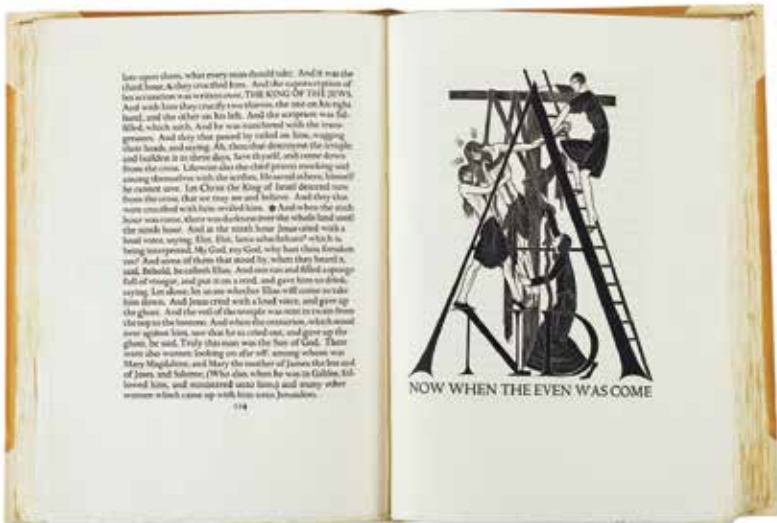 lots upon them, what every man should take. And it was the
third hour, & they crucified him. And the superscription of
his accusation was written over, THE KING OF THE JEWS.
And with him they crucify two thieves, the one on his right
hand, and the other on his left. And the scripture was ful-
filled, which saith, And he was numbered with the trans-
gressors. And they that passed by railed on him, wagging
their heads, and saying, Ah, thou that destroyest the temple,
and buildest it in three days, Save thyself, and come down
from the cross. Likewise also the chief priests mocking said
among themselves with the scribes, He saved others; himself
he cannot save. Let Christ the King of Israel descend now
from the cross, that we may see and believe. And they that
were crucified with him reviled him. And when the sixth
hour was come, there was darkness over the whole land until
the ninth hour. And at the ninth hour Jesus cried with a
loud voice, saying, Eloi, Eloi, lama sabachthani? which is,
being interpreted, My God, my God, why hast thou forsaken
me? And some of them that stood by, when they heard it,
said, Behold, he calleth Elias. And one ran and filled a spunge
full of vinegar, and put it on a reed, and gave him to drink,
saying, Let alone; let us see whether Elias will come to take
him down. And Jesus cried with a loud voice, and gave up
the ghost. And the veil of the temple was rent in twain from
the top to the bottom. And when the centurion, which stood
over against him, saw that he so cried out, and gave up the
ghost, he said, Truly this man was the Son of God. There
were also women looking on afar off: among whom was
Mary Magdalene, and Mary the mother of James the less and
of Joses, and Salome; (Who also, when he was in Galilee, fol-
lowed him, and ministered unto him;) and many other
women which came up with him unto Jerusalem.
AND
NOW WHEN THE EVEN WAS COME